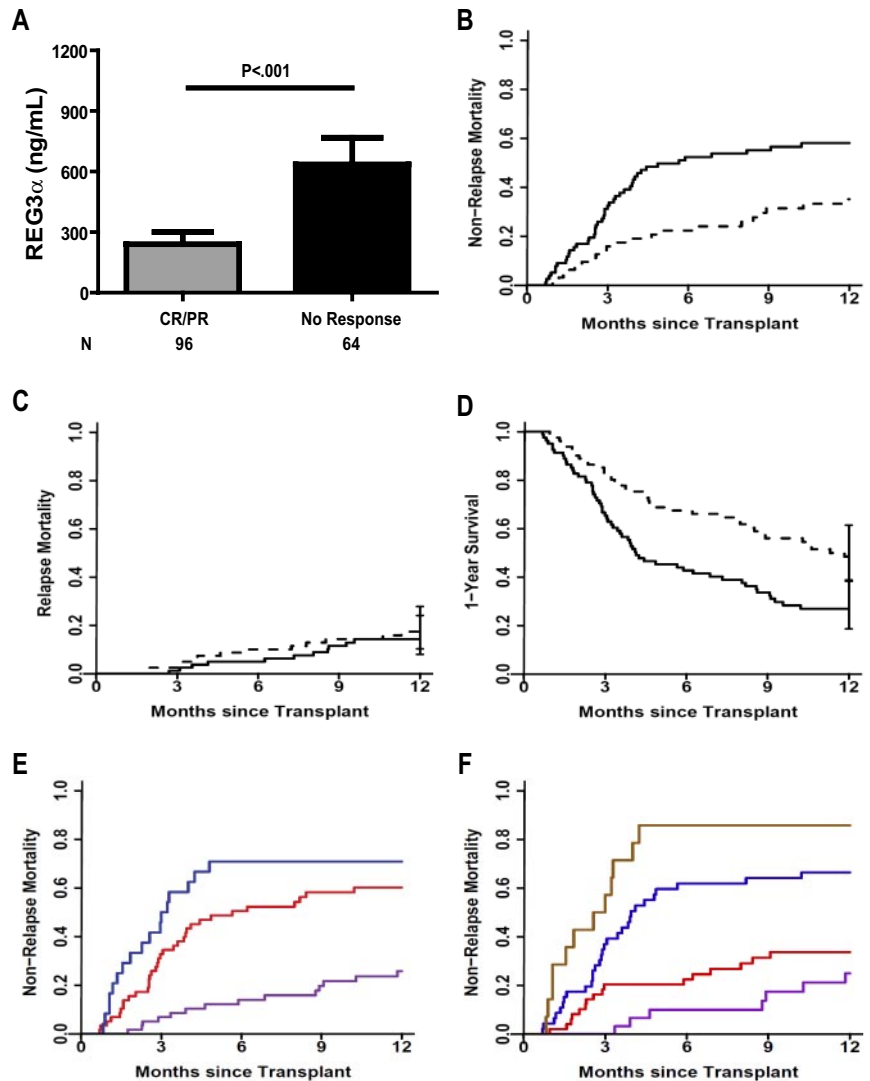 A
REG3α (ng/mL)
1200
900
600
300
0
P<.001
CR/PR
No Response
N
96
64
B
Non−Relapse Mortality
1.0
0.8
0.6
0.4
0.2
0.0
0
3
6
9
12
Months since Transplant
C
Relapse Mortality
1.0
0.8
0.6
0.4
0.2
0.0
0
3
6
9
12
Months since Transplant
D
1−Year Survival
1.0
0.8
0.6
0.4
0.2
0.0
0
3
6
9
12
Months since Transplant
E
Non−Relapse Mortality
1.0
0.8
0.6
0.4
0.2
0.0
0
3
6
9
12
Months since Transplant
F
Non−Relapse Mortality
1.0
0.8
0.6
0.4
0.2
0.0
0
3
6
9
12
Months since Transplant